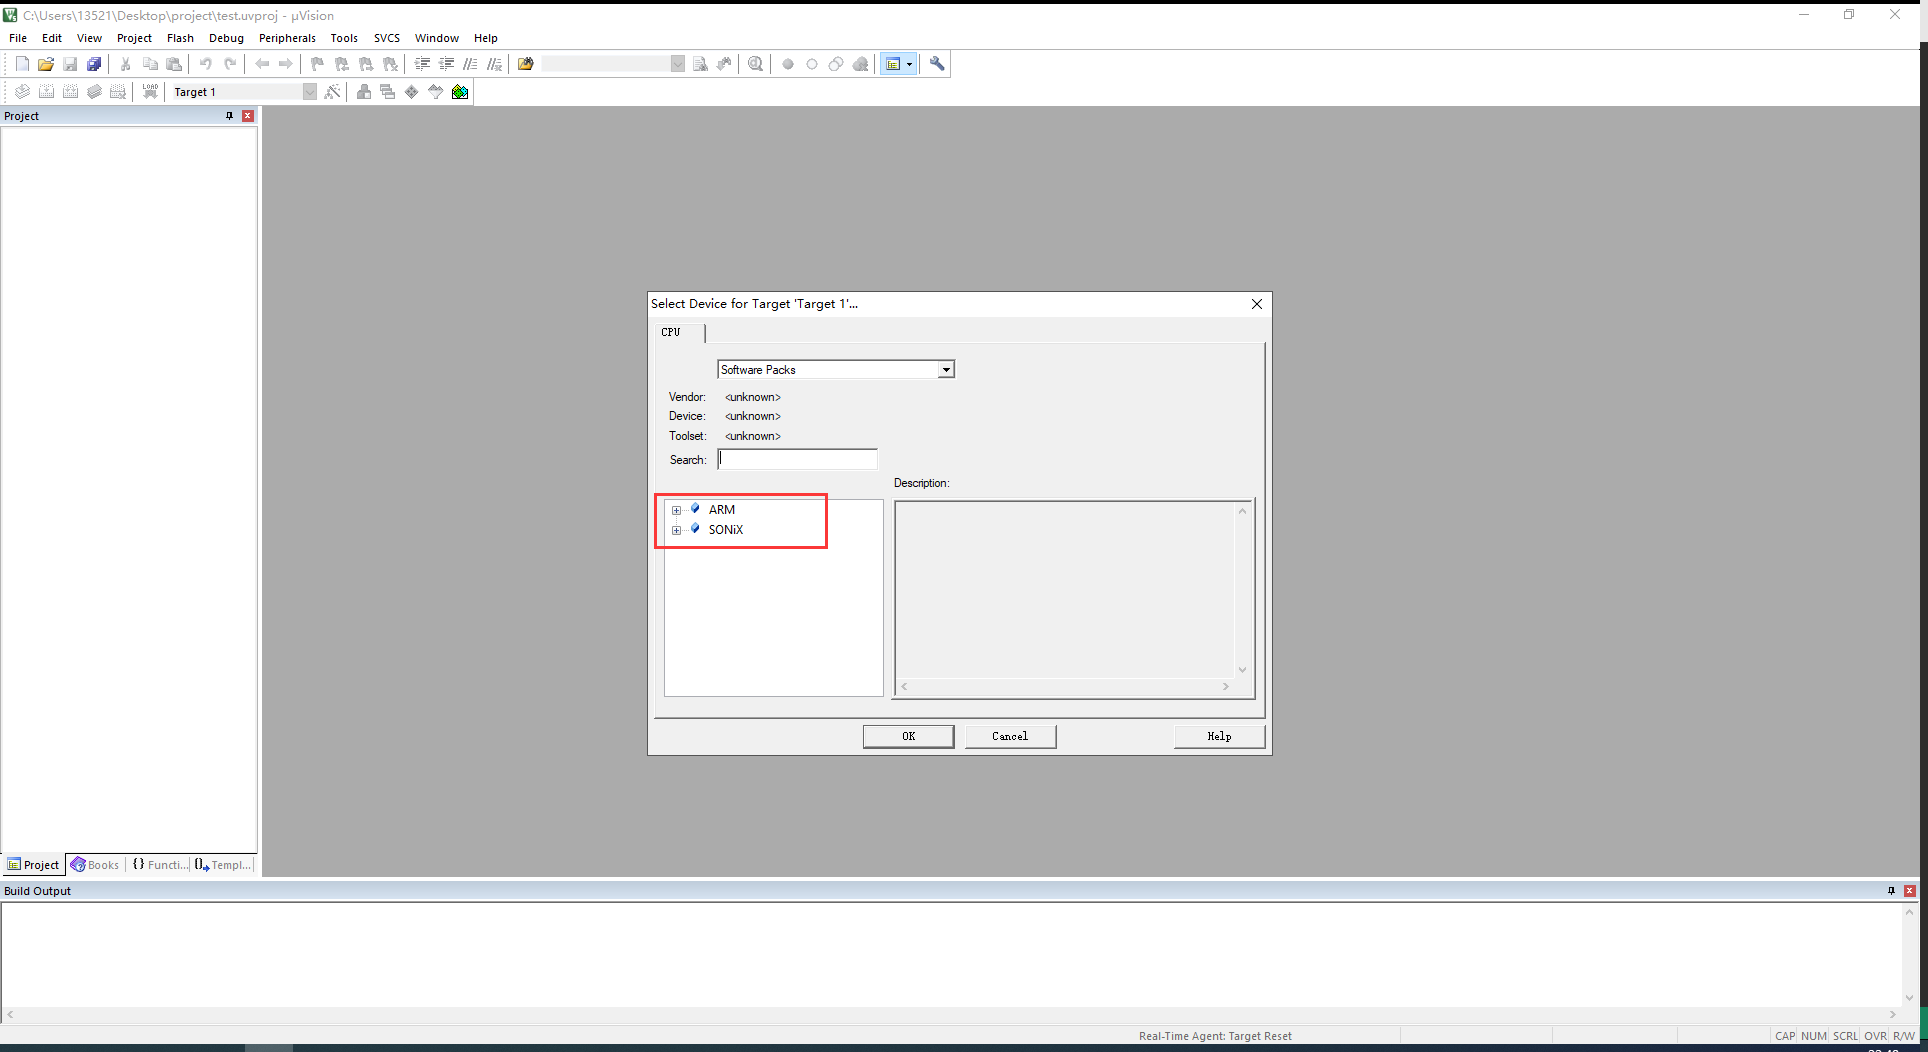 C:\Users\13521\Desktop\project\test.uvproj - µVision
File Edit View Project Flash Debug Peripherals Tools SVCS Window Help
LOAD
Target 1
Project
Select Device for Target 'Target 1'...
CPU
Software Packs
Vendor: <unknown>
Device: <unknown>
Toolset: <unknown>
Search:
Description:
ARM
SONiX
OK Cancel Help
Project Books {} Functi... Templ...
Build Output
Real-Time Agent: Target Reset
CAP NUM SCRL OVR R/W